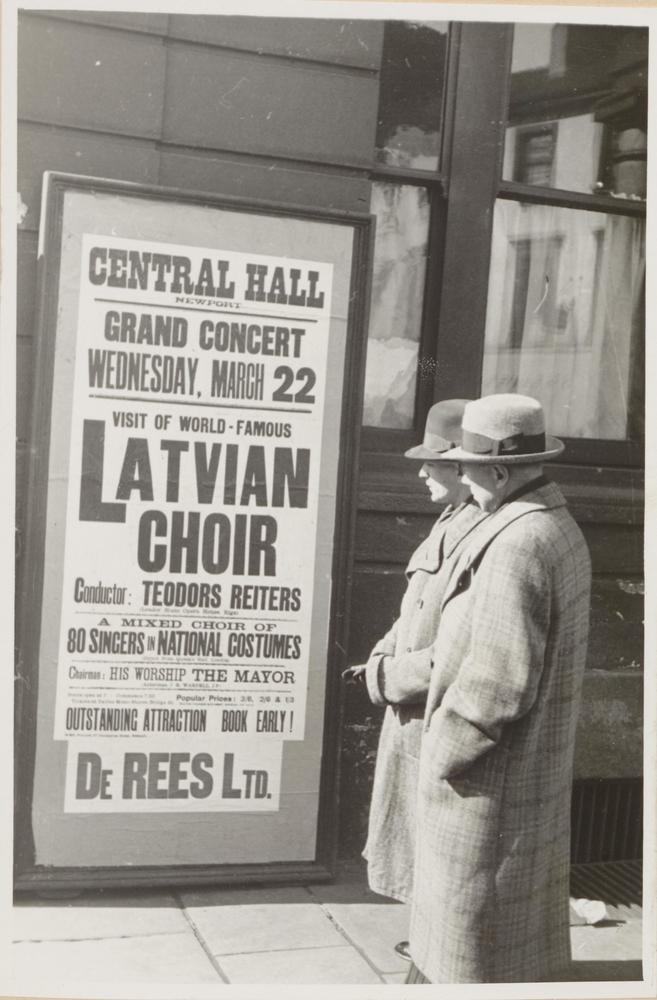 CENTRAL HALL
NEWPORT
GRAND CONCERT
WEDNESDAY, MARCH 22
VISIT OF WORLD-FAMOUS
LATVIAN
CHOIR
Conductor: TEODORS REITERS
A MIXED CHOIR OF
80 SINGERS IN NATIONAL COSTUMES
Chairman: HIS WORSHIP THE MAYOR
Popular Prices: 3/6, 2/6 & 1/3
OUTSTANDING ATTRACTION BOOK EARLY!
DE REES LTD.